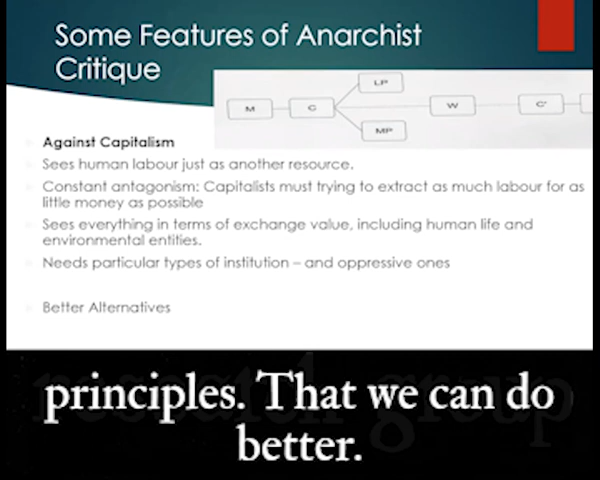 Some Features of Anarchist
Critique
LP
M C W C'
MP
Against Capitalism
Sees human labour just as another resource.
Constant antagonism: Capitalists must trying to extract as much labour for as
little money as possible
Sees everything in terms of exchange value, including human life and
environmental entities.
Needs particular types of institution – and oppressive ones
Better Alternatives
principles. That we can do
better.